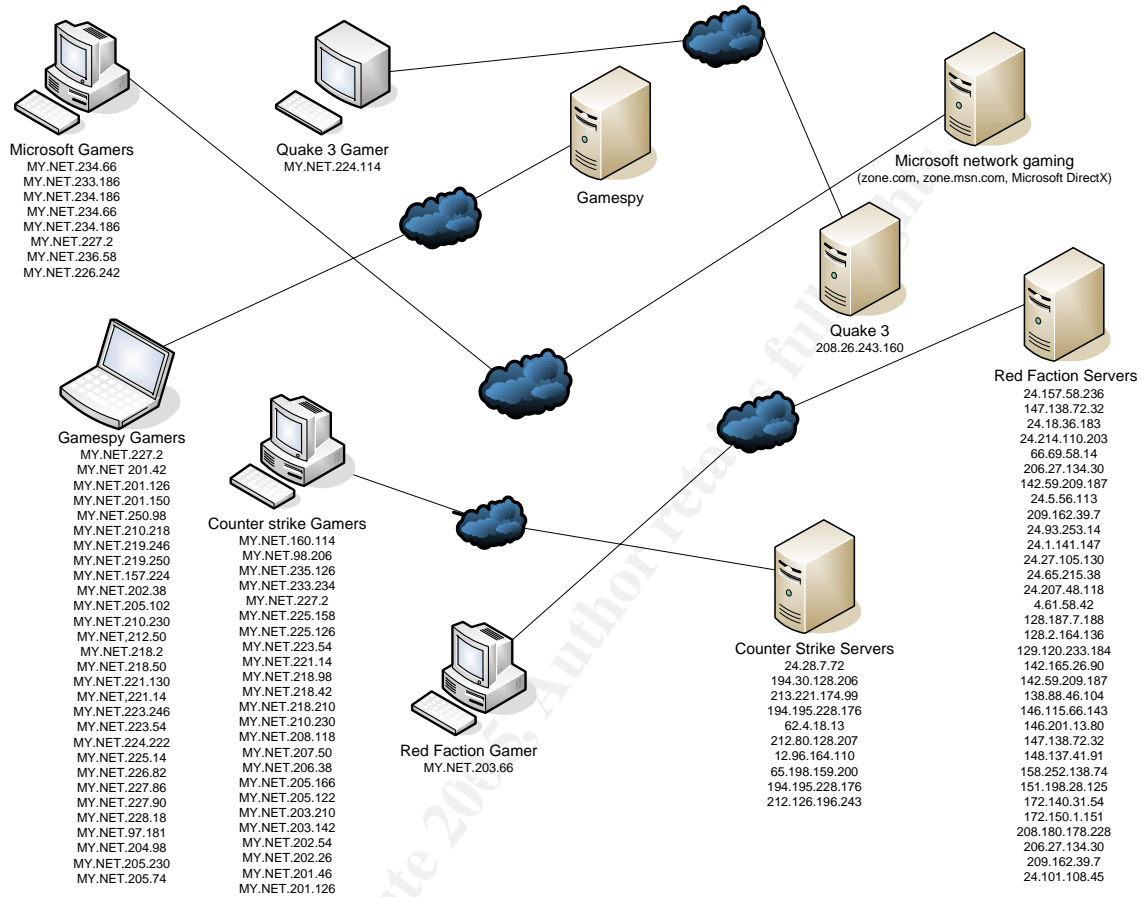 Microsoft Gamers
MY.NET.234.66
MY.NET.233.186
MY.NET.234.186
MY.NET.234.66
MY.NET.234.186
MY.NET.227.2
MY.NET.236.58
MY.NET.226.242
Quake 3 Gamer
MY.NET.224.114
Gamespy
Microsoft network gaming
(zone.com, zone.msn.com, Microsoft DirectX)
Quake 3
208.26.243.160
Gamespy Gamers
MY.NET.227.2
MY.NET 201.42
MY.NET.201.126
MY.NET.201.150
MY.NET.250.98
MY.NET.210.218
MY.NET.219.246
MY.NET.219.250
MY.NET.157.224
MY.NET.202.38
MY.NET.205.102
MY.NET.210.230
MY,NET.212.50
MY.NET.218.2
MY.NET.218.50
MY.NET.221.130
MY,NET.221.14
MY.NET.223.246
MY.NET.223.54
MY.NET.224.222
MY.NET.225.14
MY.NET.226.82
MY.NET.227.86
MY.NET.227.90
MY.NET.228.18
MY.NET.97.181
MY.NET.204.98
MY.NET.205.230
MY.NET.205.74
Counter strike Gamers
MY.NET.160.114
MY.NET.98.206
MY.NET.235.126
MY.NET.233.234
MY.NET.227.2
MY.NET.225.158
MY.NET.225.126
MY.NET.223.54
MY.NET.221.14
MY.NET.218.98
MY.NET.218.42
MY.NET.218.210
MY.NET.210.230
MY.NET.208.118
MY.NET.207.50
MY.NET.206.38
MY.NET.205.166
MY.NET.205.122
MY.NET.203.210
MY.NET.203.142
MY.NET.202.54
MY.NET.202.26
MY.NET.201.46
MY.NET.201.126
Red Faction Gamer
MY.NET.203.66
Counter Strike Servers
24.28.7.72
194.30.128.206
213.221.174.99
194.195.228.176
62.4.18.13
212.80.128.207
12.96.164.110
65.198.159.200
194.195.228.176
212.126.196.243
Red Faction Servers
24.157.58.236
147.138.72.32
24.18.36.183
24.214.110.203
66.69.58.14
206.27.134.30
142.59.209.187
24.5.56.113
209.162.39.7
24.93.253.14
24.1.141.147
24.27.105.130
24.65.215.38
24.207.48.118
4.61.58.42
128.187.7.188
128.2.164.136
129.120.233.184
142.165.26.90
142.59.209.187
138.88.46.104
146.115.66.143
146.201.13.80
147.138.72.32
148.137.41.91
158.252.138.74
151.198.28.125
172.140.31.54
172.150.1.151
208.180.178.228
206.27.134.30
209.162.39.7
24.101.108.45
ute 2005, Author retains full